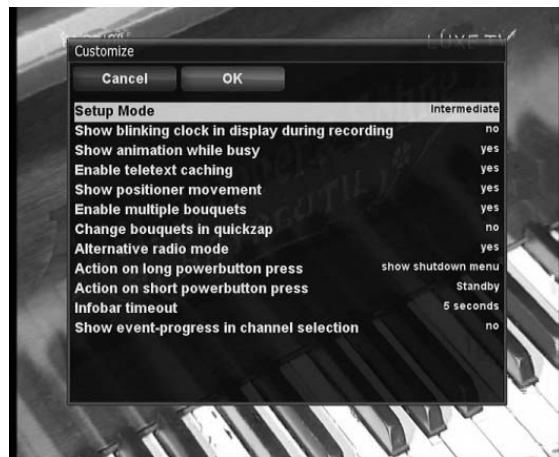 LUXE TV
Customize
Cancel OK
Setup Mode Intermediate
Show blinking clock in display during recording no
Show animation while busy yes
Enable teletext caching yes
Show positioner movement yes
Enable multiple bouquets yes
Change bouquets in quickzap no
Alternative radio mode yes
Action on long powerbutton press show shutdown menu
Action on short powerbutton press Standby
Infobar timeout 5 seconds
Show event-progress in channel selection no